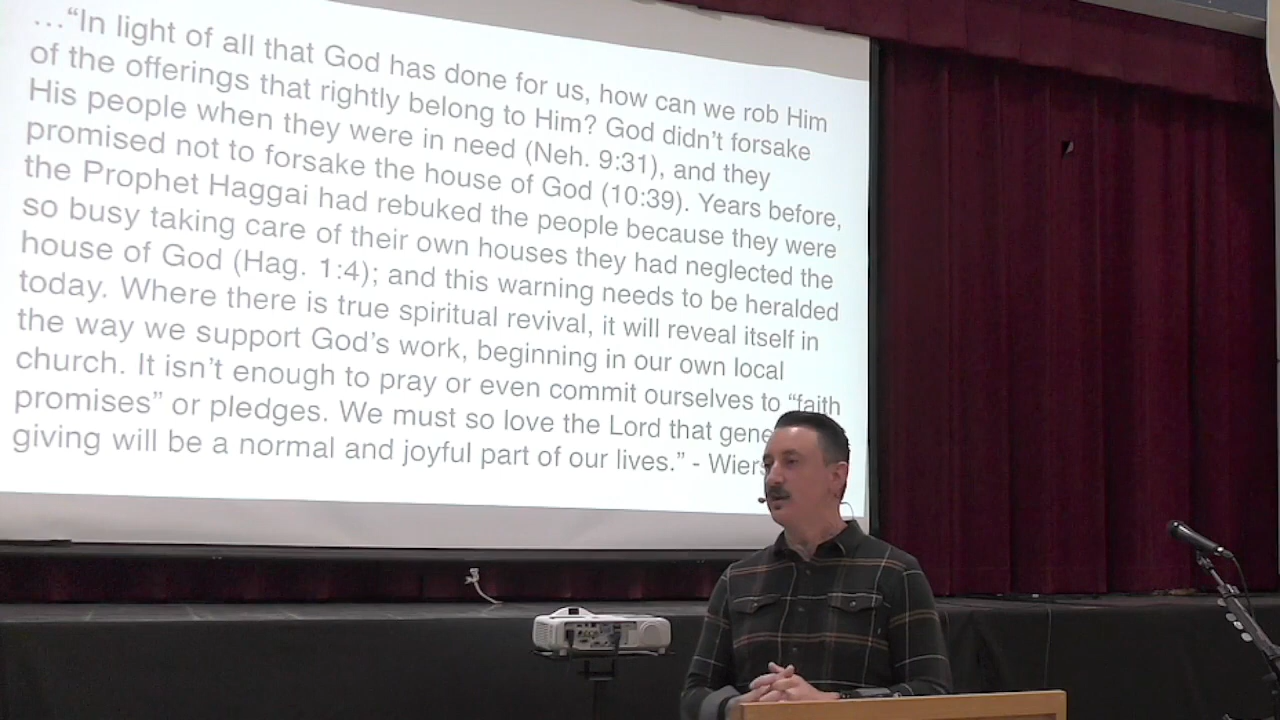 …“In light of all that God has done for us, how can we rob Him
of the offerings that rightly belong to Him? God didn’t forsake
His people when they were in need (Neh. 9:31), and they
promised not to forsake the house of God (10:39). Years before,
the Prophet Haggai had rebuked the people because they were
so busy taking care of their own houses they had neglected the
house of God (Hag. 1:4); and this warning needs to be heralded
today. Where there is true spiritual revival, it will reveal itself in
the way we support God’s work, beginning in our own local
church. It isn’t enough to pray or even commit ourselves to “faith
promises” or pledges. We must so love the Lord that
giving will be a normal and joyful part of our lives.” -